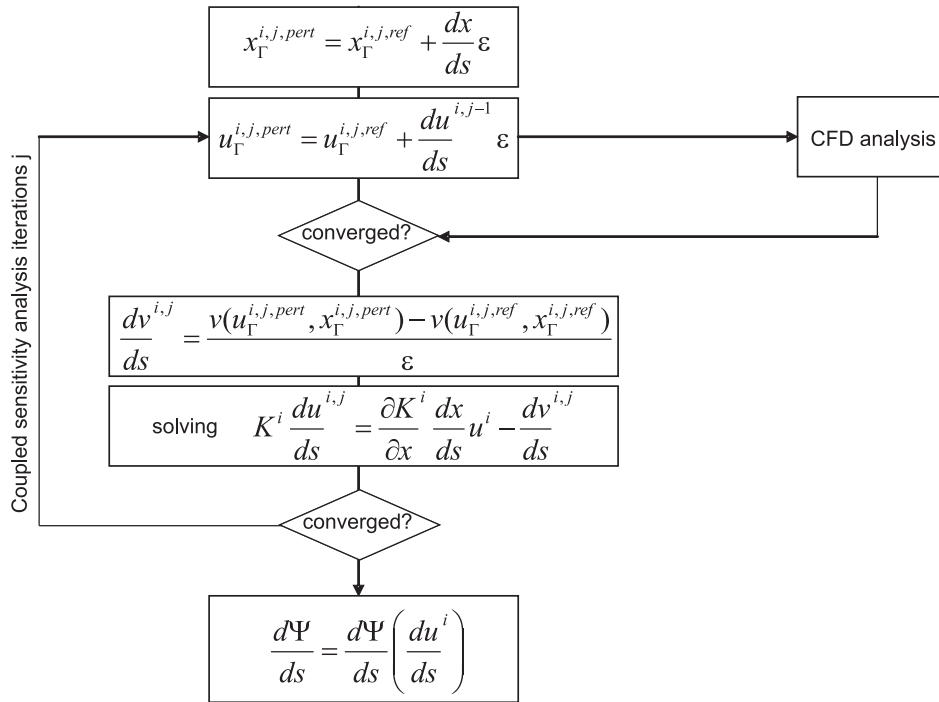 x_Γ^{i,j,pert} = x_Γ^{i,j,ref} + dx/ds ε
u_Γ^{i,j,pert} = u_Γ^{i,j,ref} + du/ds^{i,j-1} ε
CFD analysis
converged?
dv/ds^{i,j} = (v(u_Γ^{i,j,pert}, x_Γ^{i,j,pert}) − v(u_Γ^{i,j,ref}, x_Γ^{i,j,ref}))/ε
solving K^i du/ds^{i,j} = ∂K/∂x^i dx/ds u^i − dv/ds^{i,j}
converged?
dΨ/ds = dΨ/ds (du/ds^i)
Coupled sensitivity analysis iterations j